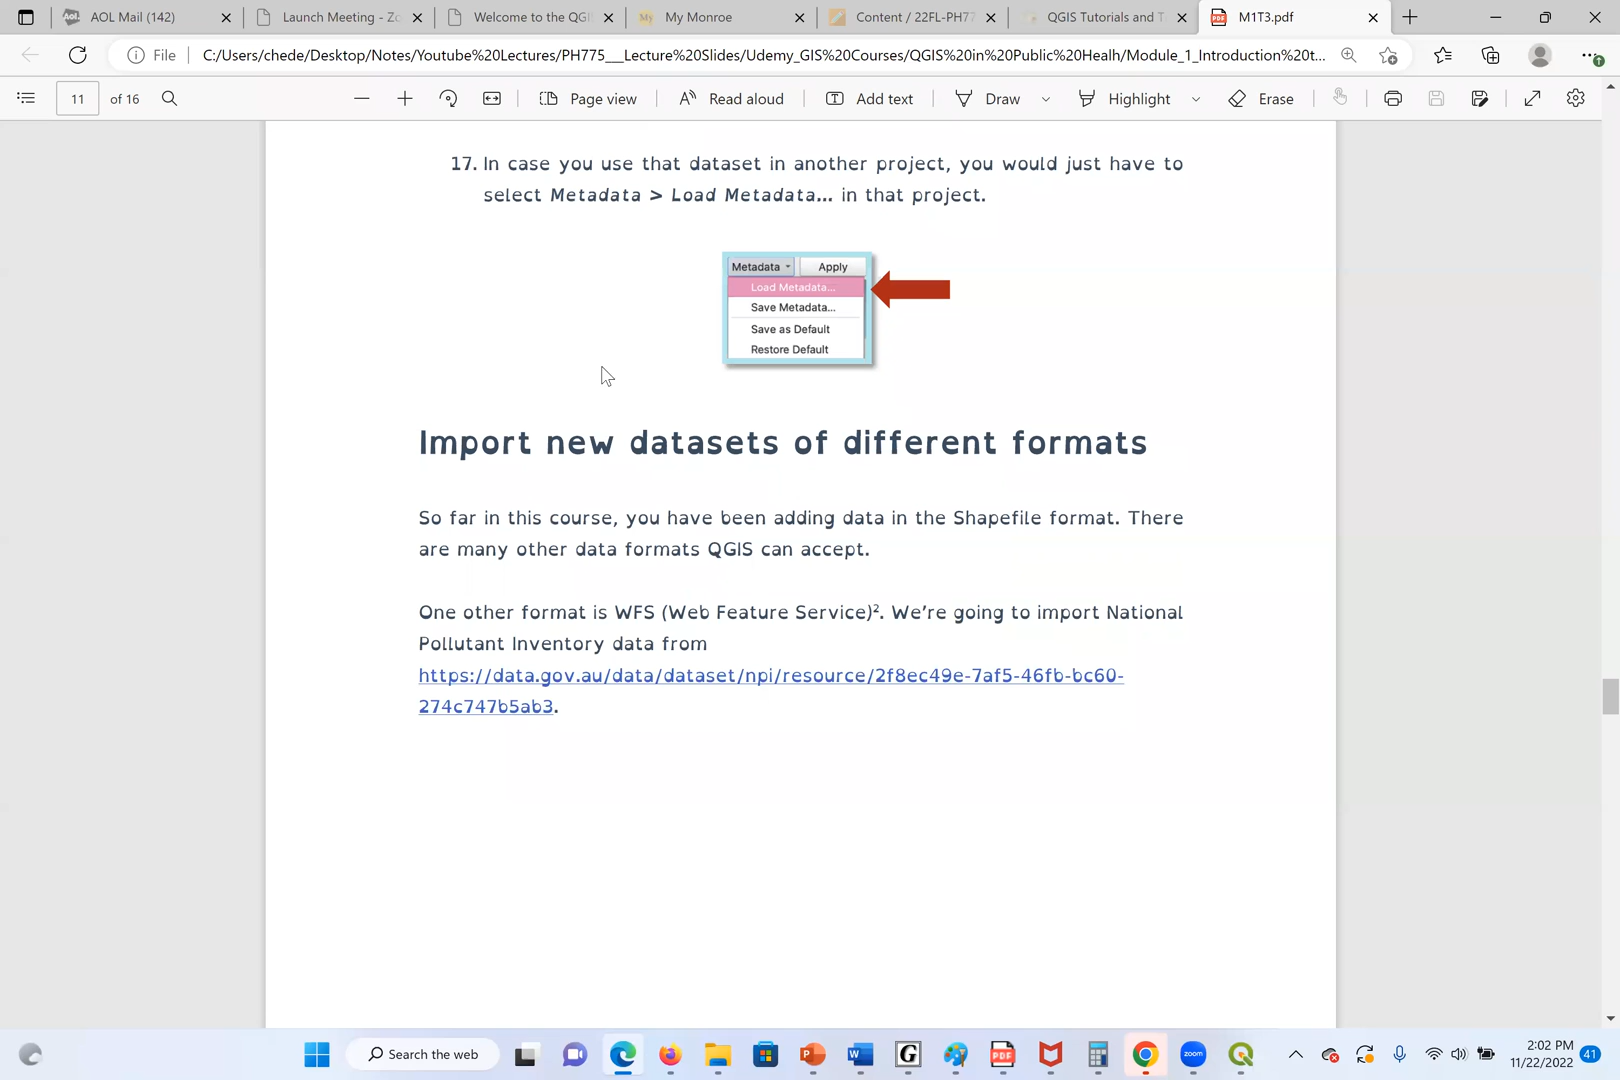 AOL Mail (142)
Launch Meeting - Zo
Welcome to the QGI
My Monroe
Content / 22FL-PH77
QGIS Tutorials and T
M1T3.pdf
File
C:/Users/chede/Desktop/Notes/Youtube%20Lectures/PH775___Lecture%20Slides/Udemy_GIS%20Courses/QGIS%20in%20Public%20Healh/Module_1_Introduction%20t...
11 of 16
Page view
Read aloud
Add text
Draw
Highlight
Erase
17. In case you use that dataset in another project, you would just have to
select Metadata > Load Metadata... in that project.
Metadata Apply
Load Metadata...
Save Metadata...
Save as Default
Restore Default
Import new datasets of different formats
So far in this course, you have been adding data in the Shapefile format. There
are many other data formats QGIS can accept.
One other format is WFS (Web Feature Service)². We're going to import National
Pollutant Inventory data from
https://data.gov.au/data/dataset/npi/resource/2f8ec49e-7af5-46fb-bc60-
274c747b5ab3.
Search the web
zoom
2:02 PM
11/22/2022
41